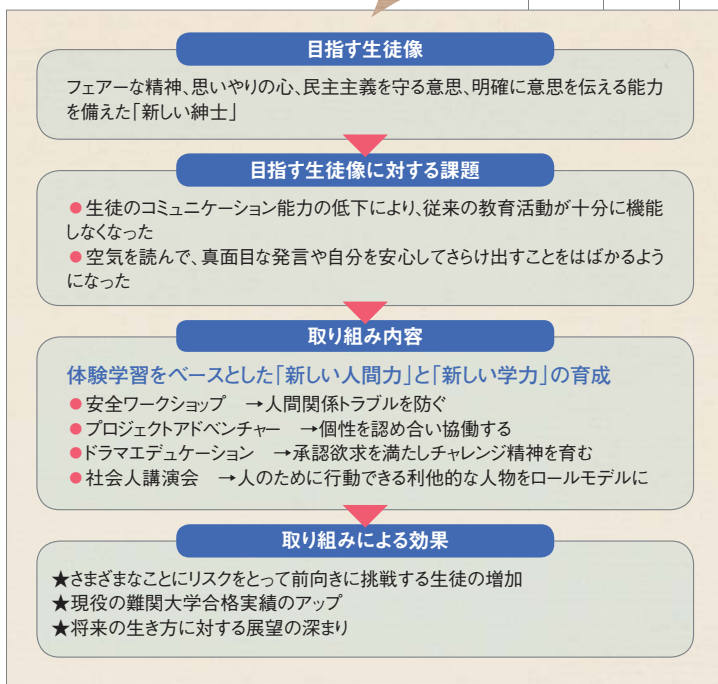 目指す生徒像
フェアーな精神、思いやりの心、民主主義を守る意思、明確に意思を伝える能力
を備えた「新しい紳士」
目指す生徒像に対する課題
●生徒のコミュニケーション能力の低下により、従来の教育活動が十分に機能
しなくなった
●空気を読んで、真面目な発言や自分を安心してさらけ出すことをはばかるよう
になった
取り組み内容
体験学習をベースとした「新しい人間力」と「新しい学力」の育成
●安全ワークショップ　→人間関係トラブルを防ぐ
●プロジェクトアドベンチャー　→個性を認め合い協働する
●ドラマエデュケーション　→承認欲求を満たしチャレンジ精神を育む
●社会人講演会　→人のために行動できる利他的な人物をロールモデルに
取り組みによる効果
★さまざまなことにリスクをとって前向きに挑戦する生徒の増加
★現役の難関大学合格実績のアップ
★将来の生き方に対する展望の深まり